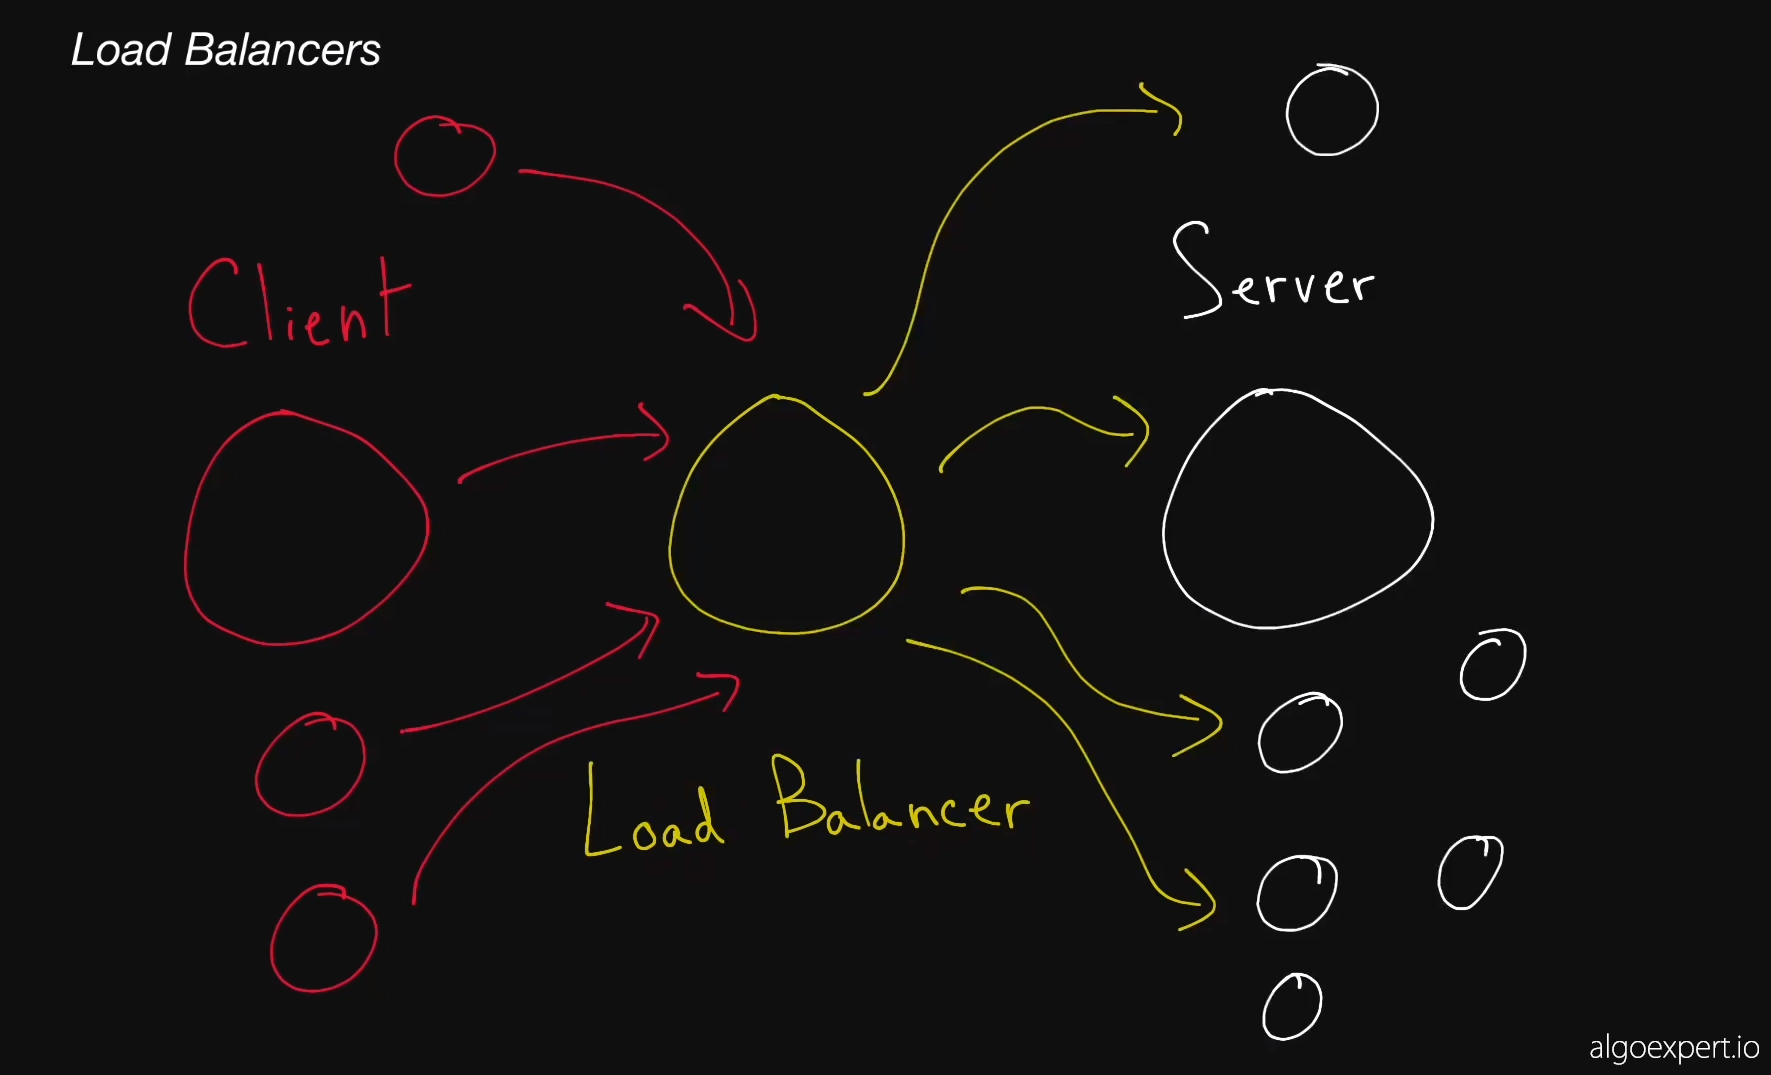 Load Balancers
Client
Server
Load Balancer
algoexpert.io